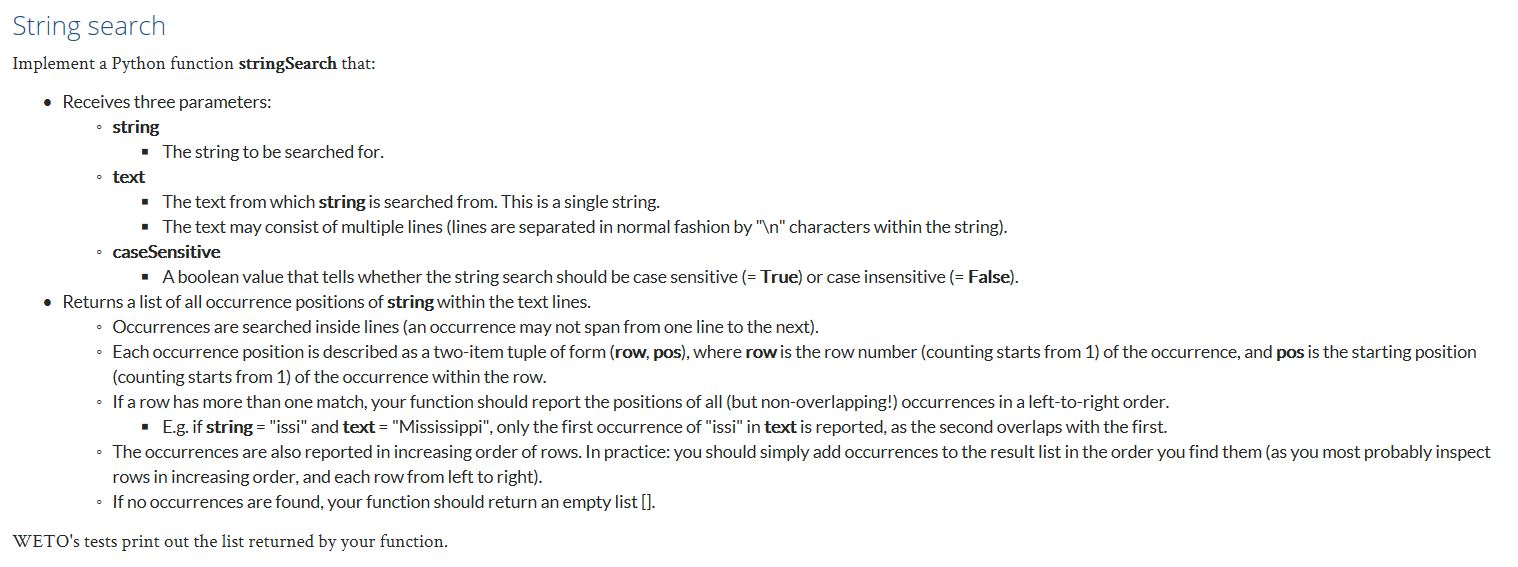 String search
Implement a Python function stringSearch that:
• Receives three parameters:
◦ string
▪ The string to be searched for.
◦ text
▪ The text from which string is searched from. This is a single string.
▪ The text may consist of multiple lines (lines are separated in normal fashion by "\n" characters within the string).
◦ caseSensitive
▪ A boolean value that tells whether the string search should be case sensitive (= True) or case insensitive (= False).
• Returns a list of all occurrence positions of string within the text lines.
◦ Occurrences are searched inside lines (an occurrence may not span from one line to the next).
◦ Each occurrence position is described as a two-item tuple of form (row, pos), where row is the row number (counting starts from 1) of the occurrence, and pos is the starting position
(counting starts from 1) of the occurrence within the row.
◦ If a row has more than one match, your function should report the positions of all (but non-overlapping!) occurrences in a left-to-right order.
▪ E.g. if string = "issi" and text = "Mississippi", only the first occurrence of "issi" in text is reported, as the second overlaps with the first.
◦ The occurrences are also reported in increasing order of rows. In practice: you should simply add occurrences to the result list in the order you find them (as you most probably inspect
rows in increasing order, and each row from left to right).
◦ If no occurrences are found, your function should return an empty list [].
WETO's tests print out the list returned by your function.